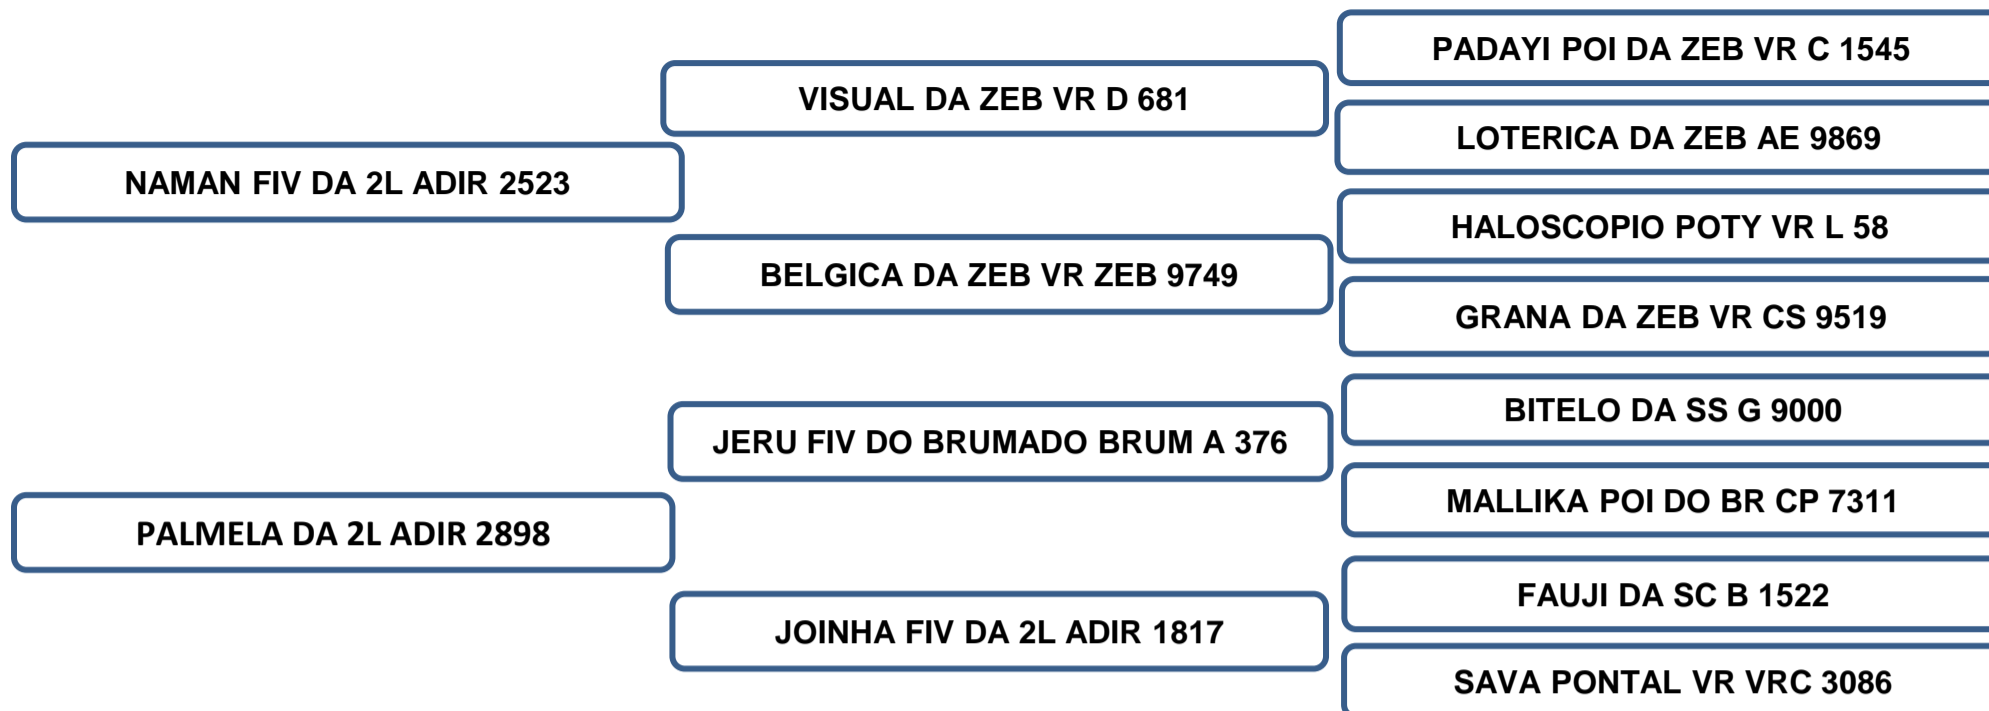 PADAYI POI DA ZEB VR C 1545
VISUAL DA ZEB VR D 681
LOTERICA DA ZEB AE 9869
NAMAN FIV DA 2L ADIR 2523
HALOSCOPIO POTY VR L 58
BELGICA DA ZEB VR ZEB 9749
GRANA DA ZEB VR CS 9519
BITELO DA SS G 9000
JERU FIV DO BRUMADO BRUM A 376
MALLIKA POI DO BR CP 7311
PALMELA DA 2L ADIR 2898
FAUJI DA SC B 1522
JOINHA FIV DA 2L ADIR 1817
SAVA PONTAL VR VRC 3086